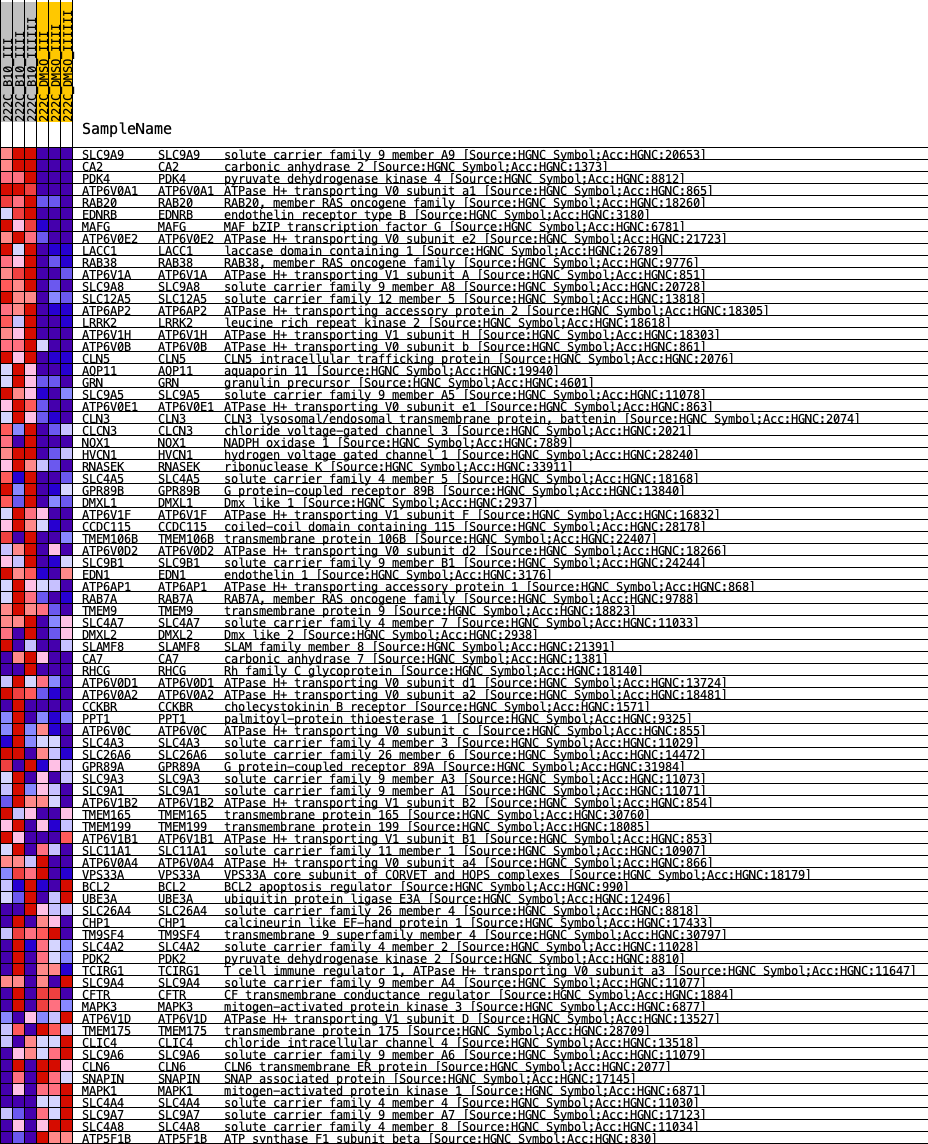 222C_B10_III
222C_B10_IIII
222C_B10_IIIIII
222C_DMSO_III
222C_DMSO_IIII
222C_DMSO_IIIIII
SampleName
SLC9A9 SLC9A9 solute carrier family 9 member A9 [Source:HGNC Symbol;Acc:HGNC:20653]
CA2 CA2 carbonic anhydrase 2 [Source:HGNC Symbol;Acc:HGNC:1373]
PDK4 PDK4 pyruvate dehydrogenase kinase 4 [Source:HGNC Symbol;Acc:HGNC:8812]
ATP6V0A1 ATP6V0A1 ATPase H+ transporting V0 subunit a1 [Source:HGNC Symbol;Acc:HGNC:865]
RAB20 RAB20 RAB20, member RAS oncogene family [Source:HGNC Symbol;Acc:HGNC:18260]
EDNRB EDNRB endothelin receptor type B [Source:HGNC Symbol;Acc:HGNC:3180]
MAFG MAFG MAF bZIP transcription factor G [Source:HGNC Symbol;Acc:HGNC:6781]
ATP6V0E2 ATP6V0E2 ATPase H+ transporting V0 subunit e2 [Source:HGNC Symbol;Acc:HGNC:21723]
LACC1 LACC1 laccase domain containing 1 [Source:HGNC Symbol;Acc:HGNC:26789]
RAB38 RAB38 RAB38, member RAS oncogene family [Source:HGNC Symbol;Acc:HGNC:9776]
ATP6V1A ATP6V1A ATPase H+ transporting V1 subunit A [Source:HGNC Symbol;Acc:HGNC:851]
SLC9A8 SLC9A8 solute carrier family 9 member A8 [Source:HGNC Symbol;Acc:HGNC:20728]
SLC12A5 SLC12A5 solute carrier family 12 member 5 [Source:HGNC Symbol;Acc:HGNC:13818]
ATP6AP2 ATP6AP2 ATPase H+ transporting accessory protein 2 [Source:HGNC Symbol;Acc:HGNC:18305]
LRRK2 LRRK2 leucine rich repeat kinase 2 [Source:HGNC Symbol;Acc:HGNC:18618]
ATP6V1H ATP6V1H ATPase H+ transporting V1 subunit H [Source:HGNC Symbol;Acc:HGNC:18303]
ATP6V0B ATP6V0B ATPase H+ transporting V0 subunit b [Source:HGNC Symbol;Acc:HGNC:861]
CLN5 CLN5 CLN5 intracellular trafficking protein [Source:HGNC Symbol;Acc:HGNC:2076]
AQP11 AQP11 aquaporin 11 [Source:HGNC Symbol;Acc:HGNC:19940]
GRN GRN granulin precursor [Source:HGNC Symbol;Acc:HGNC:4601]
SLC9A5 SLC9A5 solute carrier family 9 member A5 [Source:HGNC Symbol;Acc:HGNC:11078]
ATP6V0E1 ATP6V0E1 ATPase H+ transporting V0 subunit e1 [Source:HGNC Symbol;Acc:HGNC:863]
CLN3 CLN3 CLN3 lysosomal/endosomal transmembrane protein, battenin [Source:HGNC Symbol;Acc:HGNC:2074]
CLCN3 CLCN3 chloride voltage-gated channel 3 [Source:HGNC Symbol;Acc:HGNC:2021]
NOX1 NOX1 NADPH oxidase 1 [Source:HGNC Symbol;Acc:HGNC:7889]
HVCN1 HVCN1 hydrogen voltage gated channel 1 [Source:HGNC Symbol;Acc:HGNC:28240]
RNASEK RNASEK ribonuclease K [Source:HGNC Symbol;Acc:HGNC:33911]
SLC4A5 SLC4A5 solute carrier family 4 member 5 [Source:HGNC Symbol;Acc:HGNC:18168]
GPR89B GPR89B G protein-coupled receptor 89B [Source:HGNC Symbol;Acc:HGNC:13840]
DMXL1 DMXL1 Dmx like 1 [Source:HGNC Symbol;Acc:HGNC:2937]
ATP6V1F ATP6V1F ATPase H+ transporting V1 subunit F [Source:HGNC Symbol;Acc:HGNC:16832]
CCDC115 CCDC115 coiled-coil domain containing 115 [Source:HGNC Symbol;Acc:HGNC:28178]
TMEM106B TMEM106B transmembrane protein 106B [Source:HGNC Symbol;Acc:HGNC:22407]
ATP6V0D2 ATP6V0D2 ATPase H+ transporting V0 subunit d2 [Source:HGNC Symbol;Acc:HGNC:18266]
SLC9B1 SLC9B1 solute carrier family 9 member B1 [Source:HGNC Symbol;Acc:HGNC:24244]
EDN1 EDN1 endothelin 1 [Source:HGNC Symbol;Acc:HGNC:3176]
ATP6AP1 ATP6AP1 ATPase H+ transporting accessory protein 1 [Source:HGNC Symbol;Acc:HGNC:868]
RAB7A RAB7A RAB7A, member RAS oncogene family [Source:HGNC Symbol;Acc:HGNC:9788]
TMEM9 TMEM9 transmembrane protein 9 [Source:HGNC Symbol;Acc:HGNC:18823]
SLC4A7 SLC4A7 solute carrier family 4 member 7 [Source:HGNC Symbol;Acc:HGNC:11033]
DMXL2 DMXL2 Dmx like 2 [Source:HGNC Symbol;Acc:HGNC:2938]
SLAMF8 SLAMF8 SLAM family member 8 [Source:HGNC Symbol;Acc:HGNC:21391]
CA7 CA7 carbonic anhydrase 7 [Source:HGNC Symbol;Acc:HGNC:1381]
RHCG RHCG Rh family C glycoprotein [Source:HGNC Symbol;Acc:HGNC:18140]
ATP6V0D1 ATP6V0D1 ATPase H+ transporting V0 subunit d1 [Source:HGNC Symbol;Acc:HGNC:13724]
ATP6V0A2 ATP6V0A2 ATPase H+ transporting V0 subunit a2 [Source:HGNC Symbol;Acc:HGNC:18481]
CCKBR CCKBR cholecystokinin B receptor [Source:HGNC Symbol;Acc:HGNC:1571]
PPT1 PPT1 palmitoyl-protein thioesterase 1 [Source:HGNC Symbol;Acc:HGNC:9325]
ATP6V0C ATP6V0C ATPase H+ transporting V0 subunit c [Source:HGNC Symbol;Acc:HGNC:855]
SLC4A3 SLC4A3 solute carrier family 4 member 3 [Source:HGNC Symbol;Acc:HGNC:11029]
SLC26A6 SLC26A6 solute carrier family 26 member 6 [Source:HGNC Symbol;Acc:HGNC:14472]
GPR89A GPR89A G protein-coupled receptor 89A [Source:HGNC Symbol;Acc:HGNC:31984]
SLC9A3 SLC9A3 solute carrier family 9 member A3 [Source:HGNC Symbol;Acc:HGNC:11073]
SLC9A1 SLC9A1 solute carrier family 9 member A1 [Source:HGNC Symbol;Acc:HGNC:11071]
ATP6V1B2 ATP6V1B2 ATPase H+ transporting V1 subunit B2 [Source:HGNC Symbol;Acc:HGNC:854]
TMEM165 TMEM165 transmembrane protein 165 [Source:HGNC Symbol;Acc:HGNC:30760]
TMEM199 TMEM199 transmembrane protein 199 [Source:HGNC Symbol;Acc:HGNC:18085]
ATP6V1B1 ATP6V1B1 ATPase H+ transporting V1 subunit B1 [Source:HGNC Symbol;Acc:HGNC:853]
SLC11A1 SLC11A1 solute carrier family 11 member 1 [Source:HGNC Symbol;Acc:HGNC:10907]
ATP6V0A4 ATP6V0A4 ATPase H+ transporting V0 subunit a4 [Source:HGNC Symbol;Acc:HGNC:866]
VPS33A VPS33A VPS33A core subunit of CORVET and HOPS complexes [Source:HGNC Symbol;Acc:HGNC:18179]
BCL2 BCL2 BCL2 apoptosis regulator [Source:HGNC Symbol;Acc:HGNC:990]
UBE3A UBE3A ubiquitin protein ligase E3A [Source:HGNC Symbol;Acc:HGNC:12496]
SLC26A4 SLC26A4 solute carrier family 26 member 4 [Source:HGNC Symbol;Acc:HGNC:8818]
CHP1 CHP1 calcineurin like EF-hand protein 1 [Source:HGNC Symbol;Acc:HGNC:17433]
TM9SF4 TM9SF4 transmembrane 9 superfamily member 4 [Source:HGNC Symbol;Acc:HGNC:30797]
SLC4A2 SLC4A2 solute carrier family 4 member 2 [Source:HGNC Symbol;Acc:HGNC:11028]
PDK2 PDK2 pyruvate dehydrogenase kinase 2 [Source:HGNC Symbol;Acc:HGNC:8810]
TCIRG1 TCIRG1 T cell immune regulator 1, ATPase H+ transporting V0 subunit a3 [Source:HGNC Symbol;Acc:HGNC:11647]
SLC9A4 SLC9A4 solute carrier family 9 member A4 [Source:HGNC Symbol;Acc:HGNC:11077]
CFTR CFTR CF transmembrane conductance regulator [Source:HGNC Symbol;Acc:HGNC:1884]
MAPK3 MAPK3 mitogen-activated protein kinase 3 [Source:HGNC Symbol;Acc:HGNC:6877]
ATP6V1D ATP6V1D ATPase H+ transporting V1 subunit D [Source:HGNC Symbol;Acc:HGNC:13527]
TMEM175 TMEM175 transmembrane protein 175 [Source:HGNC Symbol;Acc:HGNC:28709]
CLIC4 CLIC4 chloride intracellular channel 4 [Source:HGNC Symbol;Acc:HGNC:13518]
SLC9A6 SLC9A6 solute carrier family 9 member A6 [Source:HGNC Symbol;Acc:HGNC:11079]
CLN6 CLN6 CLN6 transmembrane ER protein [Source:HGNC Symbol;Acc:HGNC:2077]
SNAPIN SNAPIN SNAP associated protein [Source:HGNC Symbol;Acc:HGNC:17145]
MAPK1 MAPK1 mitogen-activated protein kinase 1 [Source:HGNC Symbol;Acc:HGNC:6871]
SLC4A4 SLC4A4 solute carrier family 4 member 4 [Source:HGNC Symbol;Acc:HGNC:11030]
SLC9A7 SLC9A7 solute carrier family 9 member A7 [Source:HGNC Symbol;Acc:HGNC:17123]
SLC4A8 SLC4A8 solute carrier family 4 member 8 [Source:HGNC Symbol;Acc:HGNC:11034]
ATP5F1B ATP5F1B ATP synthase F1 subunit beta [Source:HGNC Symbol;Acc:HGNC:830]